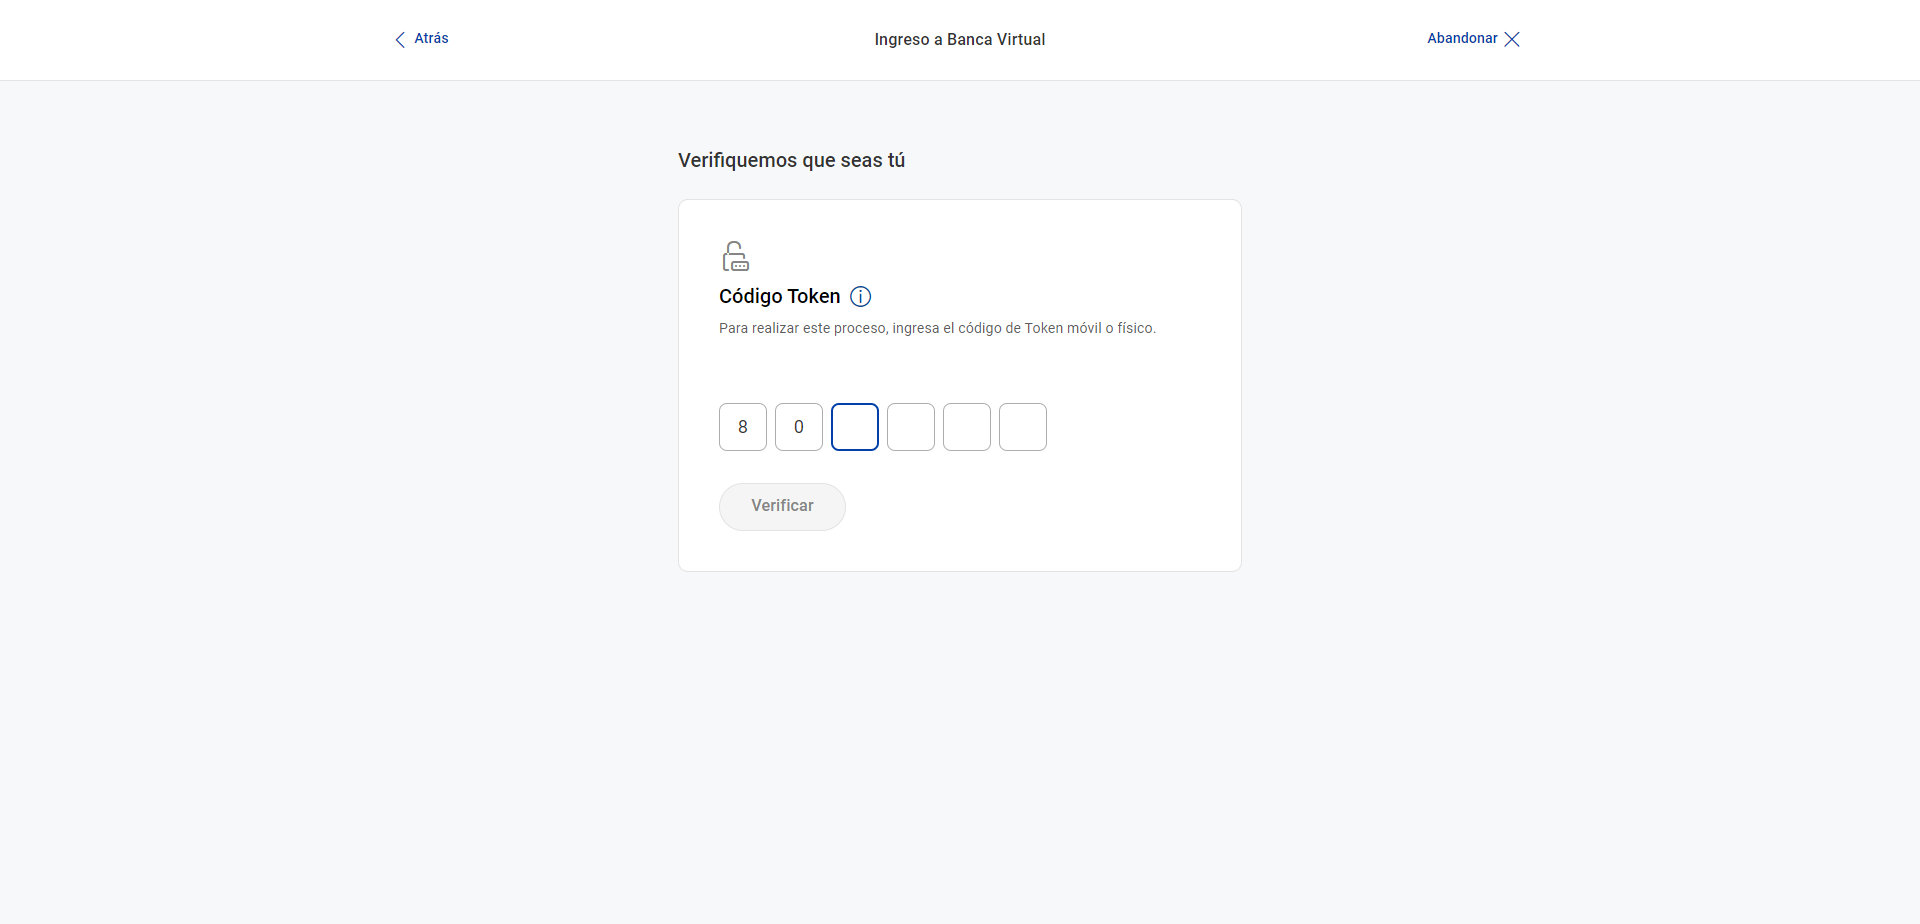 Atrás
Ingreso a Banca Virtual
Abandonar
Verifiquemos que seas tú
Código Token
Para realizar este proceso, ingresa el código de Token móvil o físico.
8 0
Verificar